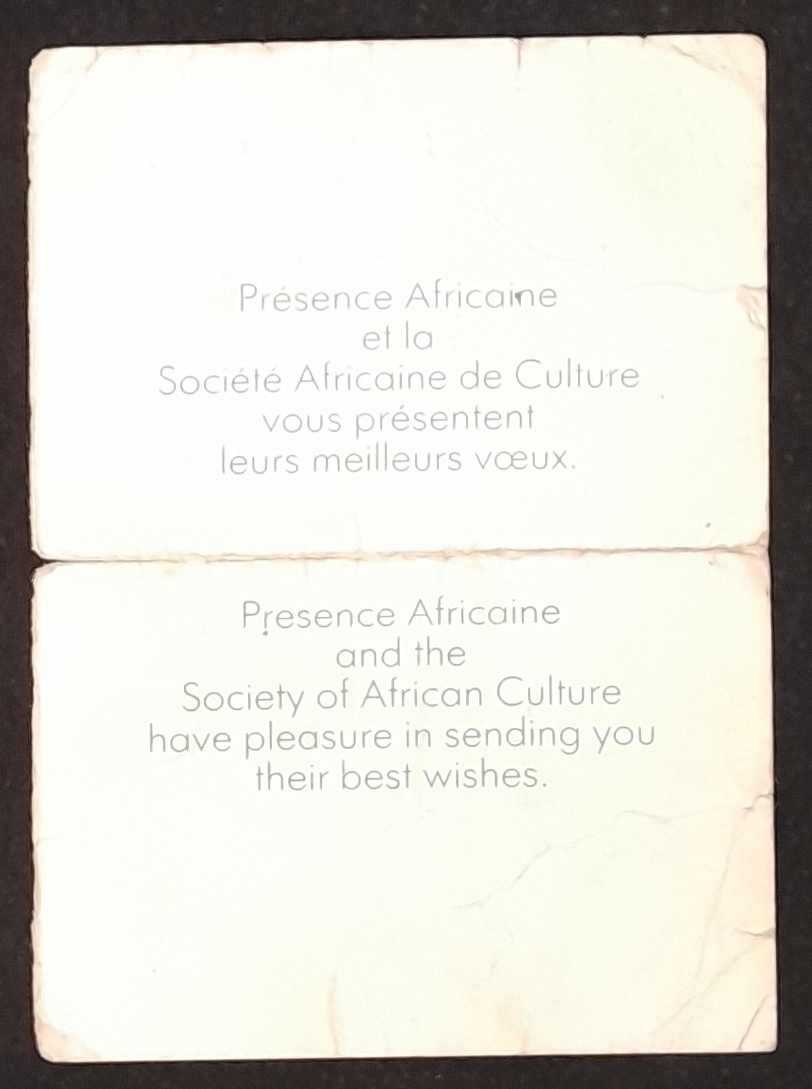 Présence Africaine
et la
Société Africaine de Culture
vous présentent
leurs meilleurs vœux.
Presence Africaine
and the
Society of African Culture
have pleasure in sending you
their best wishes.